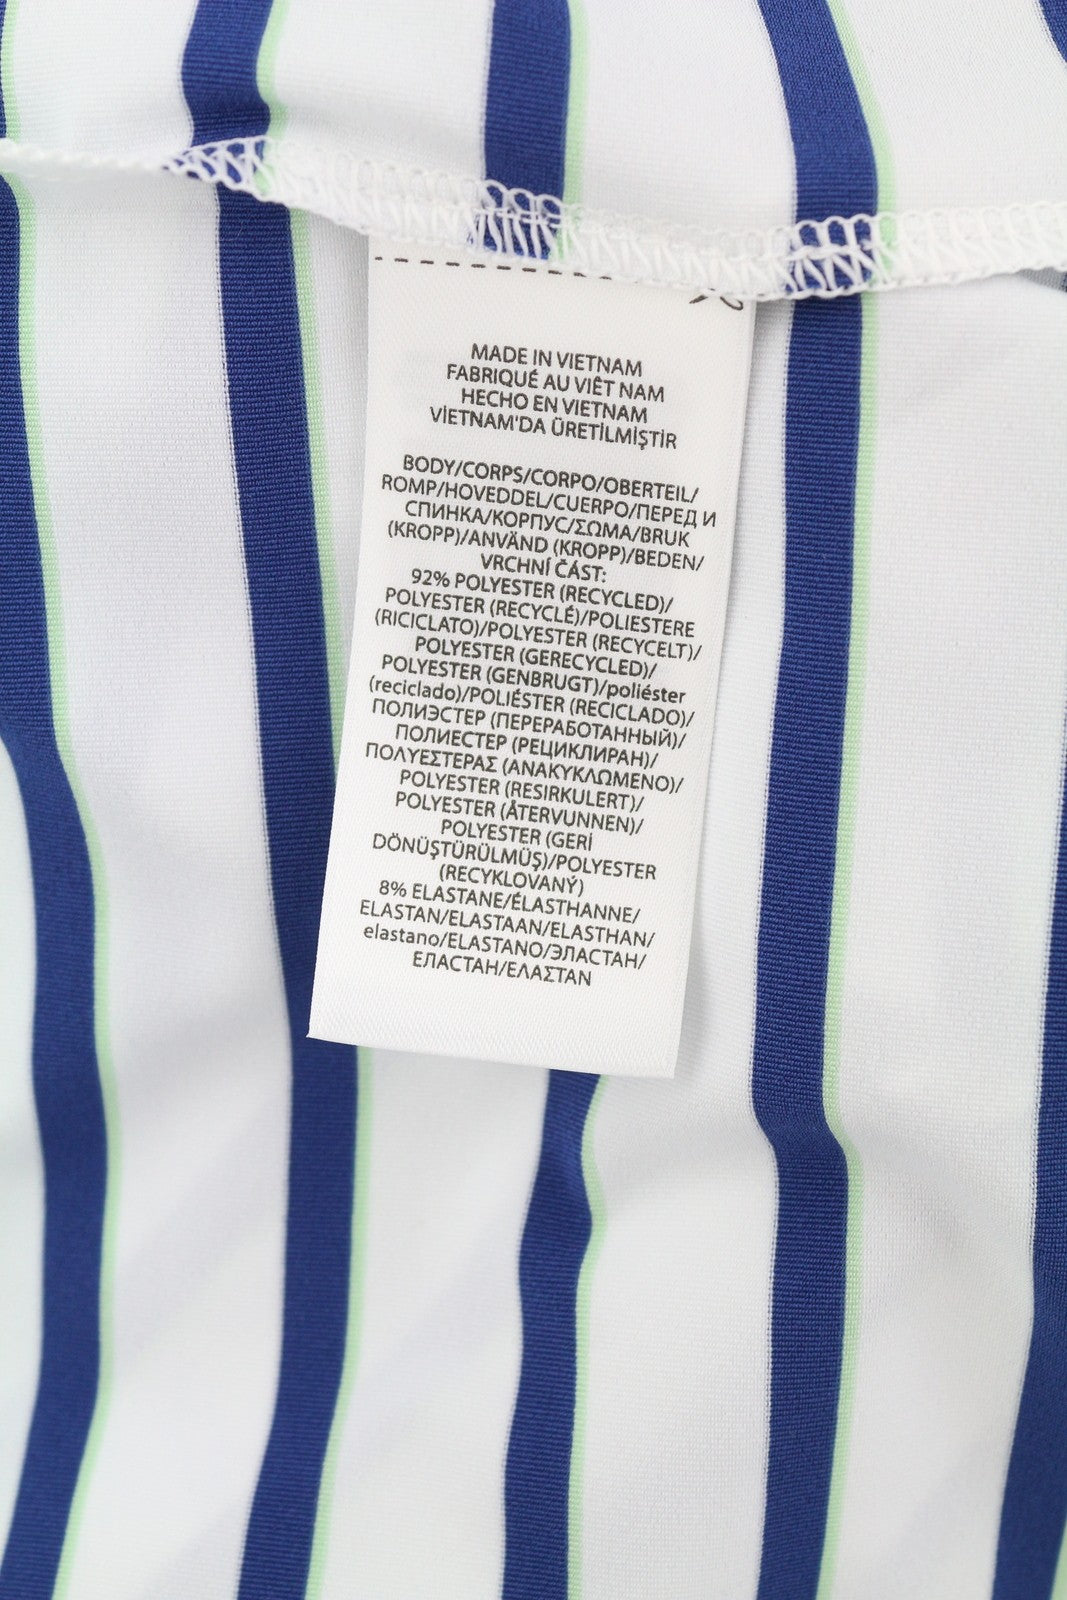 MADE IN VIETNAM
FABRIQUÉ AU VIÊT NAM
HECHO EN VIETNAM
VİETNAM'DA ÜRETİLMİŞTİR
BODY/CORPS/CORPO/OBERTEIL/
ROMP/HOVEDDEL/CUERPO/ПЕРЕД И
СПИНКА/КОРПУС/ΣΩΜΑ/BRUK
(KROPP)/ANVÄND (KROPP)/BEDEN/
VRCHNÍ ČÁST:
92% POLYESTER (RECYCLED)/
POLYESTER (RECYCLÉ)/POLIESTERE
(RICICLATO)/POLYESTER (RECYCELT)/
POLYESTER (GERECYCLED)/
POLYESTER (GENBRUGT)/poliéster
(reciclado)/POLIÉSTER (RECICLADO)/
ПОЛИЭСТЕР (ПЕРЕРАБОТАННЫЙ)/
ПОЛИЕСТЕР (РЕЦИКЛИРАН)/
ΠΟΛΥΕΣΤΕΡΑΣ (ΑΝΑΚΥΚΛΩΜΕΝΟ)/
POLYESTER (RESIRKULERT)/
POLYESTER (ÅTERVUNNEN)/
POLYESTER (GERİ
DÖNÜŞTÜRÜLMÜŞ)/POLYESTER
(RECYKLOVANÝ)
8% ELASTANE/ÉLASTHANNE/
ELASTAN/ELASTAAN/ELASTHAN/
elastano/ELASTANO/ЭЛАСТАН/
ЕЛАСТАН/ΕΛΑΣΤΑΝ